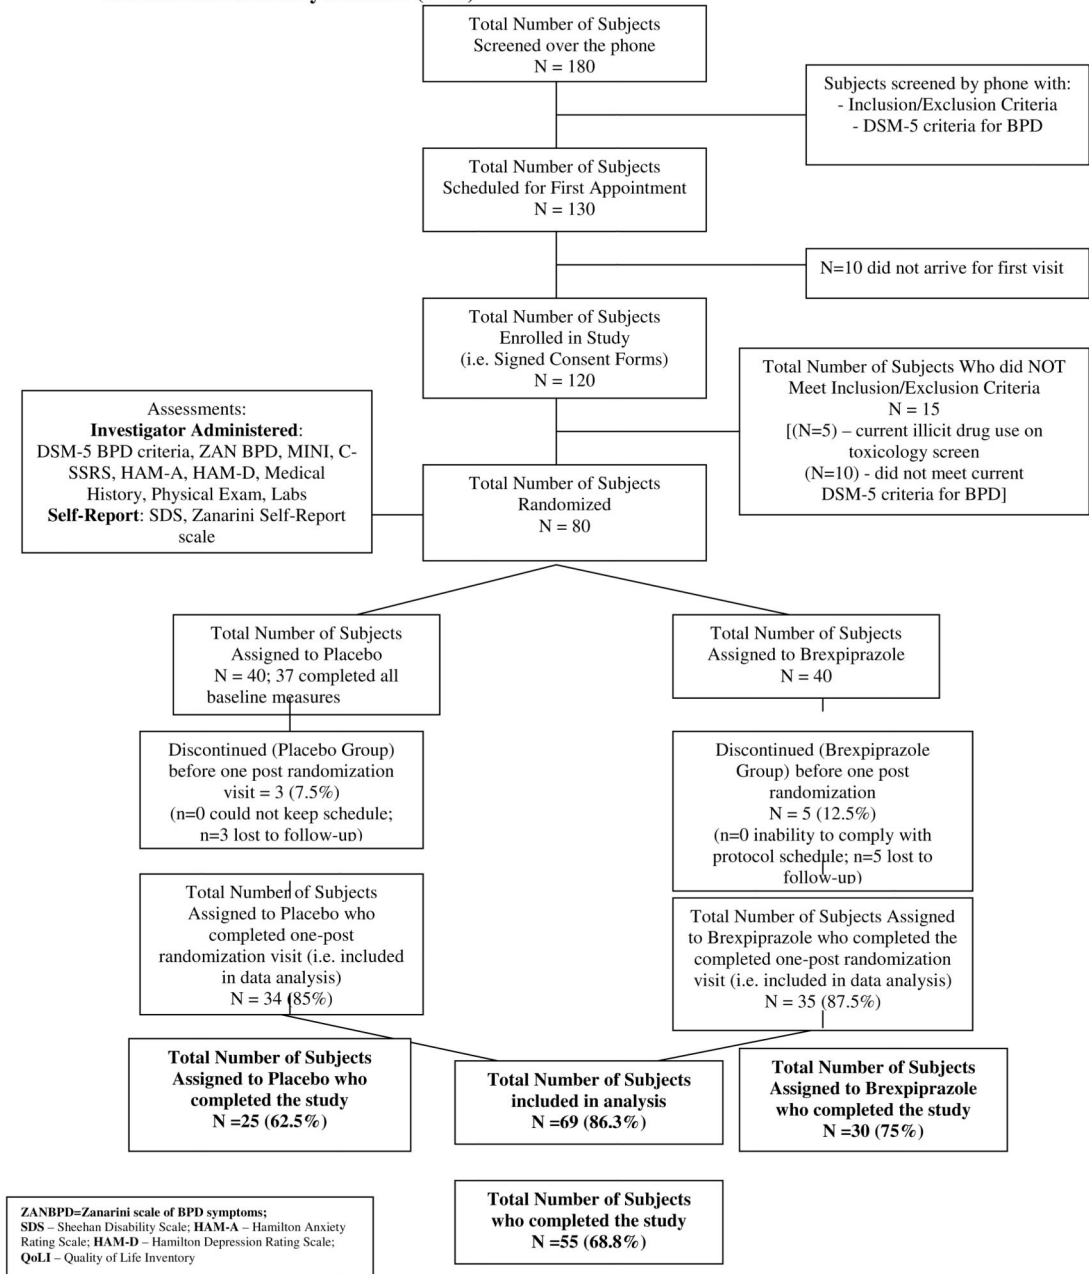 Total Number of Subjects
Screened over the phone
N = 180
Subjects screened by phone with:
- Inclusion/Exclusion Criteria
- DSM-5 criteria for BPD
Total Number of Subjects
Scheduled for First Appointment
N = 130
N=10 did not arrive for first visit
Total Number of Subjects
Enrolled in Study
(i.e. Signed Consent Forms)
N = 120
Total Number of Subjects Who did NOT
Meet Inclusion/Exclusion Criteria
N = 15
[(N=5) – current illicit drug use on
toxicology screen
(N=10) - did not meet current
DSM-5 criteria for BPD]
Assessments:
Investigator Administered:
DSM-5 BPD criteria, ZAN BPD, MINI, C-
SSRS, HAM-A, HAM-D, Medical
History, Physical Exam, Labs
Self-Report: SDS, Zanarini Self-Report
scale
Total Number of Subjects
Randomized
N = 80
Total Number of Subjects
Assigned to Placebo
N = 40; 37 completed all
baseline measures
Total Number of Subjects
Assigned to Brexpiprazole
N = 40
Discontinued (Placebo Group)
before one post randomization
visit = 3 (7.5%)
(n=0 could not keep schedule;
n=3 lost to follow-up)
Discontinued (Brexpiprazole
Group) before one post
randomization
N = 5 (12.5%)
(n=0 inability to comply with
protocol schedule; n=5 lost to
follow-up)
Total Number of Subjects
Assigned to Placebo who
completed one-post
randomization visit (i.e. included
in data analysis)
N = 34 (85%)
Total Number of Subjects Assigned
to Brexpiprazole who completed the
completed one-post randomization
visit (i.e. included in data analysis)
N = 35 (87.5%)
Total Number of Subjects
Assigned to Placebo who
completed the study
N =25 (62.5%)
Total Number of Subjects
included in analysis
N =69 (86.3%)
Total Number of Subjects
Assigned to Brexpiprazole
who completed the study
N =30 (75%)
Total Number of Subjects
who completed the study
N =55 (68.8%)
ZANBPD=Zanarini scale of BPD symptoms;
SDS – Sheehan Disability Scale; HAM-A – Hamilton Anxiety
Rating Scale; HAM-D – Hamilton Depression Rating Scale;
QoLI – Quality of Life Inventory